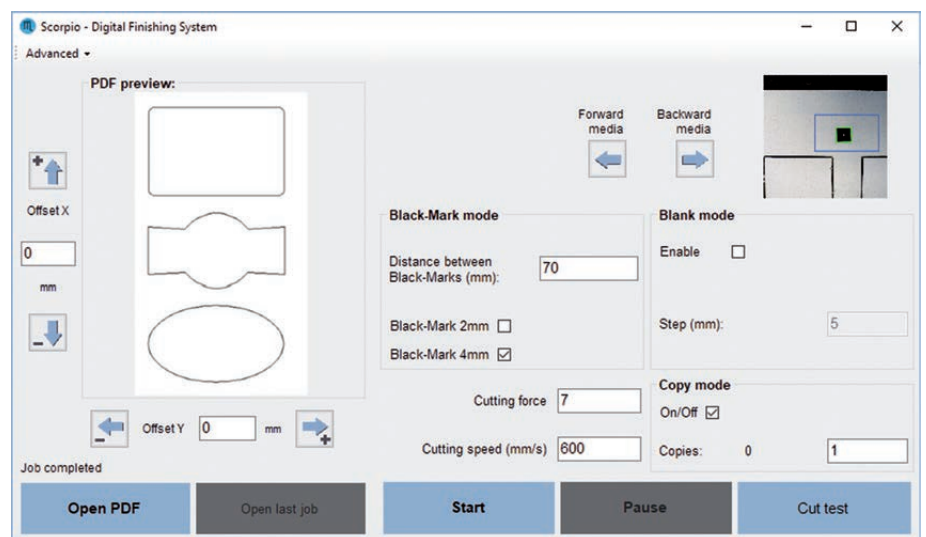 Scorpio - Digital Finishing System
Advanced
PDF preview:
Forward media
Backward media
+
Offset X
0
mm
-
Black-Mark mode
Distance between
Black-Marks (mm):
70
Black-Mark 2mm
Black-Mark 4mm
Blank mode
Enable
Step (mm):
5
-
Offset Y 0 mm
+
Cutting force 7
Cutting speed (mm/s) 600
Copy mode
On/Off
Copies: 0 1
Job completed
Open PDF
Open last job
Start
Pause
Cut test